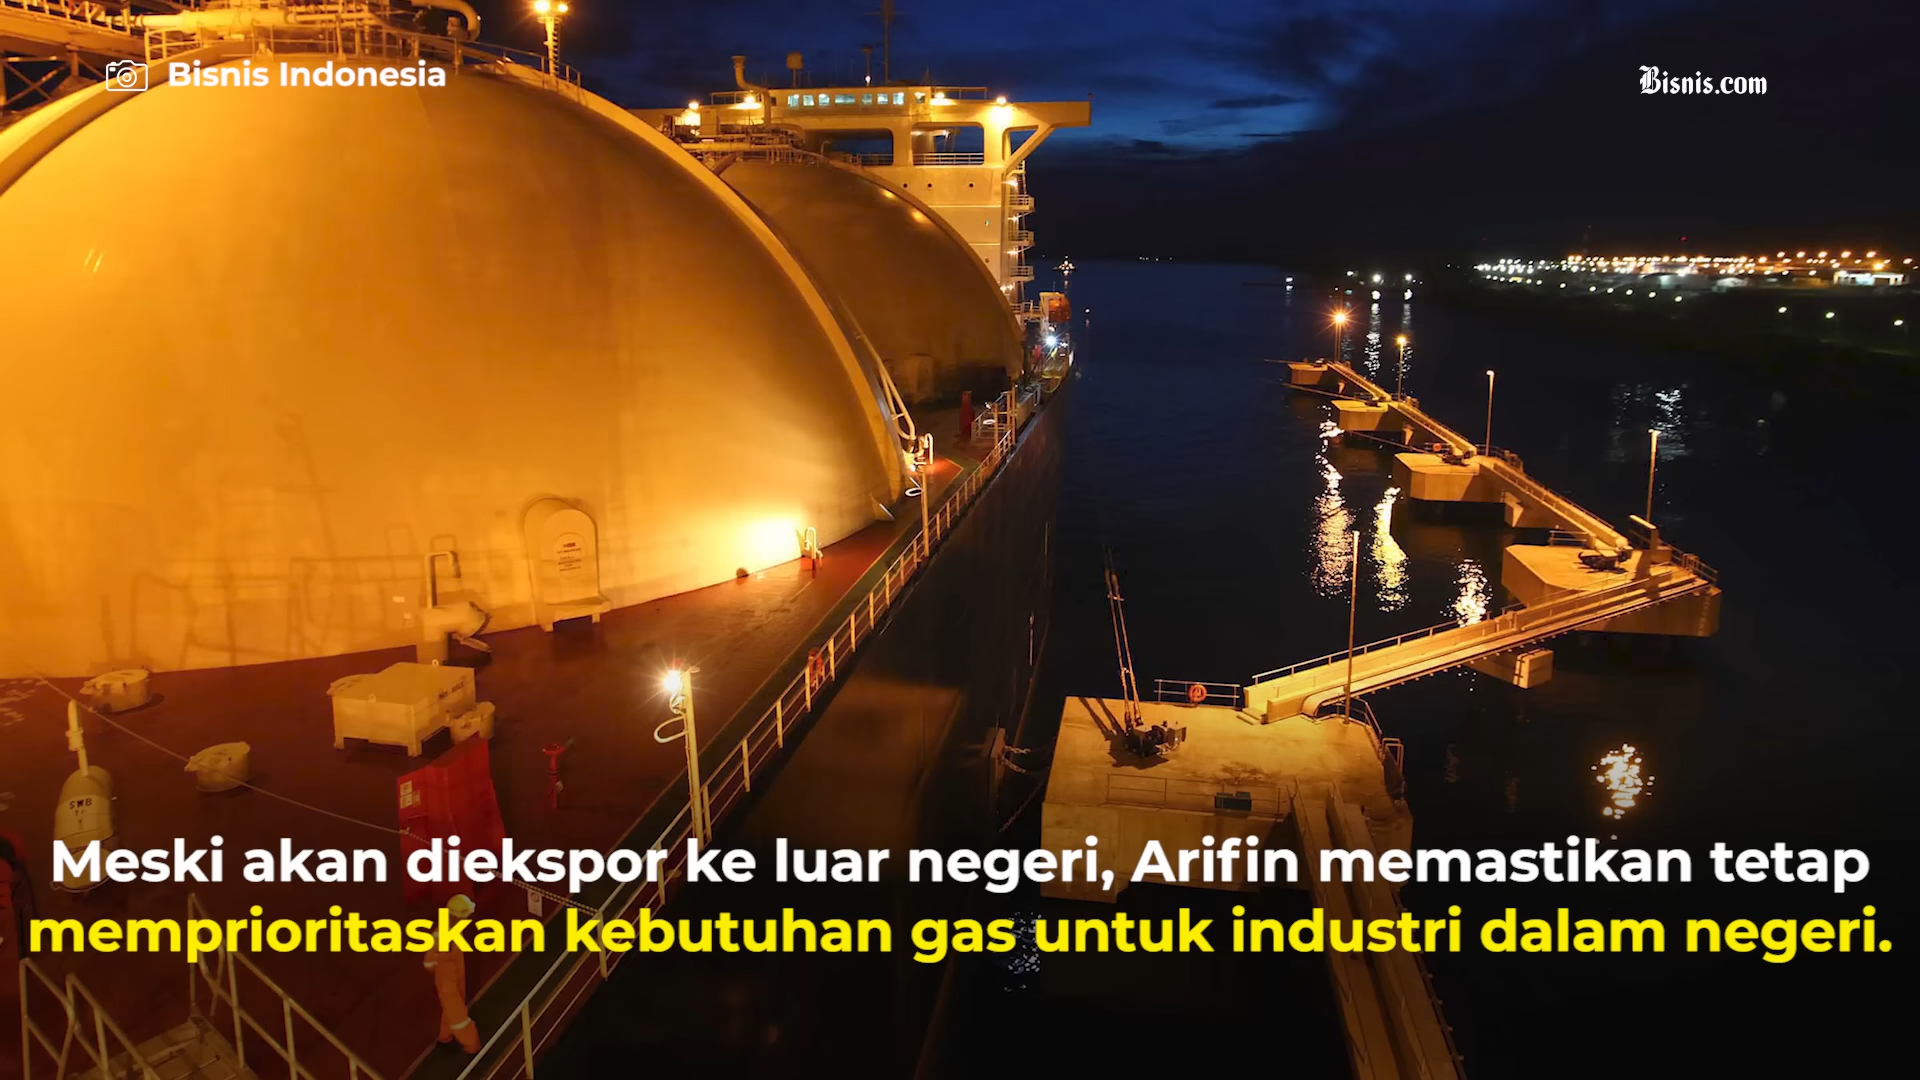 Bisnis Indonesia
Bisnis.com
SWB
Meski akan diekspor ke luar negeri, Arifin memastikan tetap
memprioritaskan kebutuhan gas untuk industri dalam negeri.